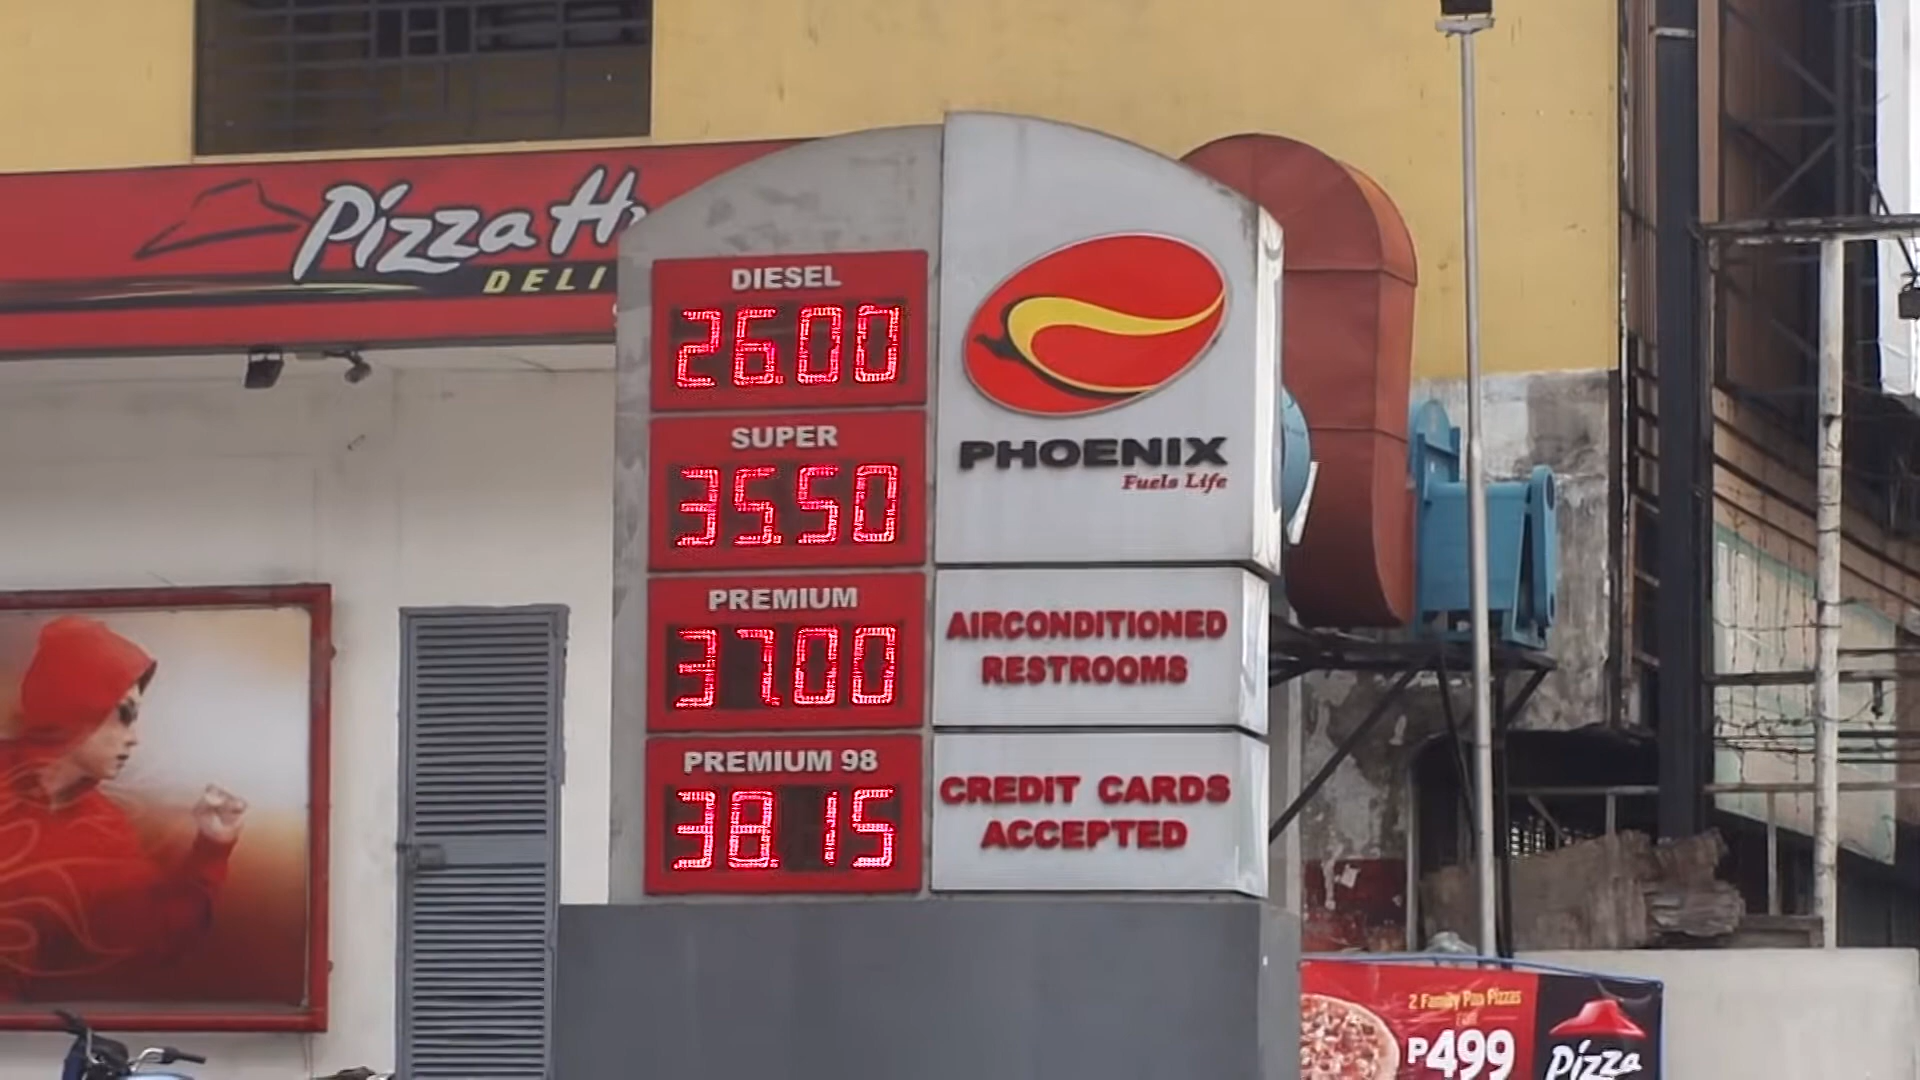 Pizza
DELI
DIESEL
26.00
SUPER
35.50
PREMIUM
37.00
PREMIUM 98
38.15
PHOENIX
Fuels Life
AIRCONDITIONED
RESTROOMS
CREDIT CARDS
ACCEPTED
2 Family Pan Pizzas
P499
Pizza